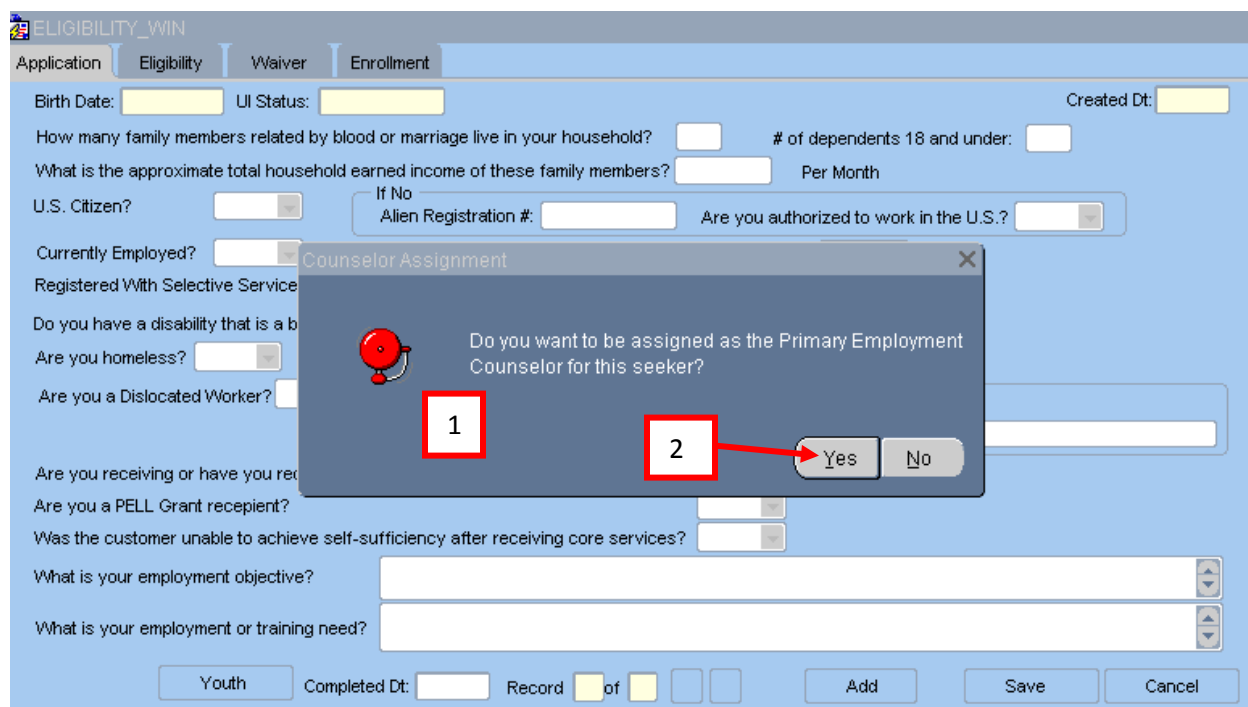 ELIGIBILITY_WIN
Application Eligibility Waiver Enrollment
Birth Date: UI Status: Created Dt:
How many family members related by blood or marriage live in your household? # of dependents 18 and under:
What is the approximate total household earned income of these family members? Per Month
If No
U.S. Citizen? Alien Registration #: Are you authorized to work in the U.S.?
Currently Employed?
Counselor Assignment
Registered With Selective Service
Do you have a disability that is a b
Do you want to be assigned as the Primary Employment
Counselor for this seeker?
Are you homeless?
Are you a Dislocated Worker?
1
2
Yes No
Are you receiving or have you rec
Are you a PELL Grant recepient?
Was the customer unable to achieve self-sufficiency after receiving core services?
What is your employment objective?
What is your employment or training need?
Youth Completed Dt: Record of Add Save Cancel